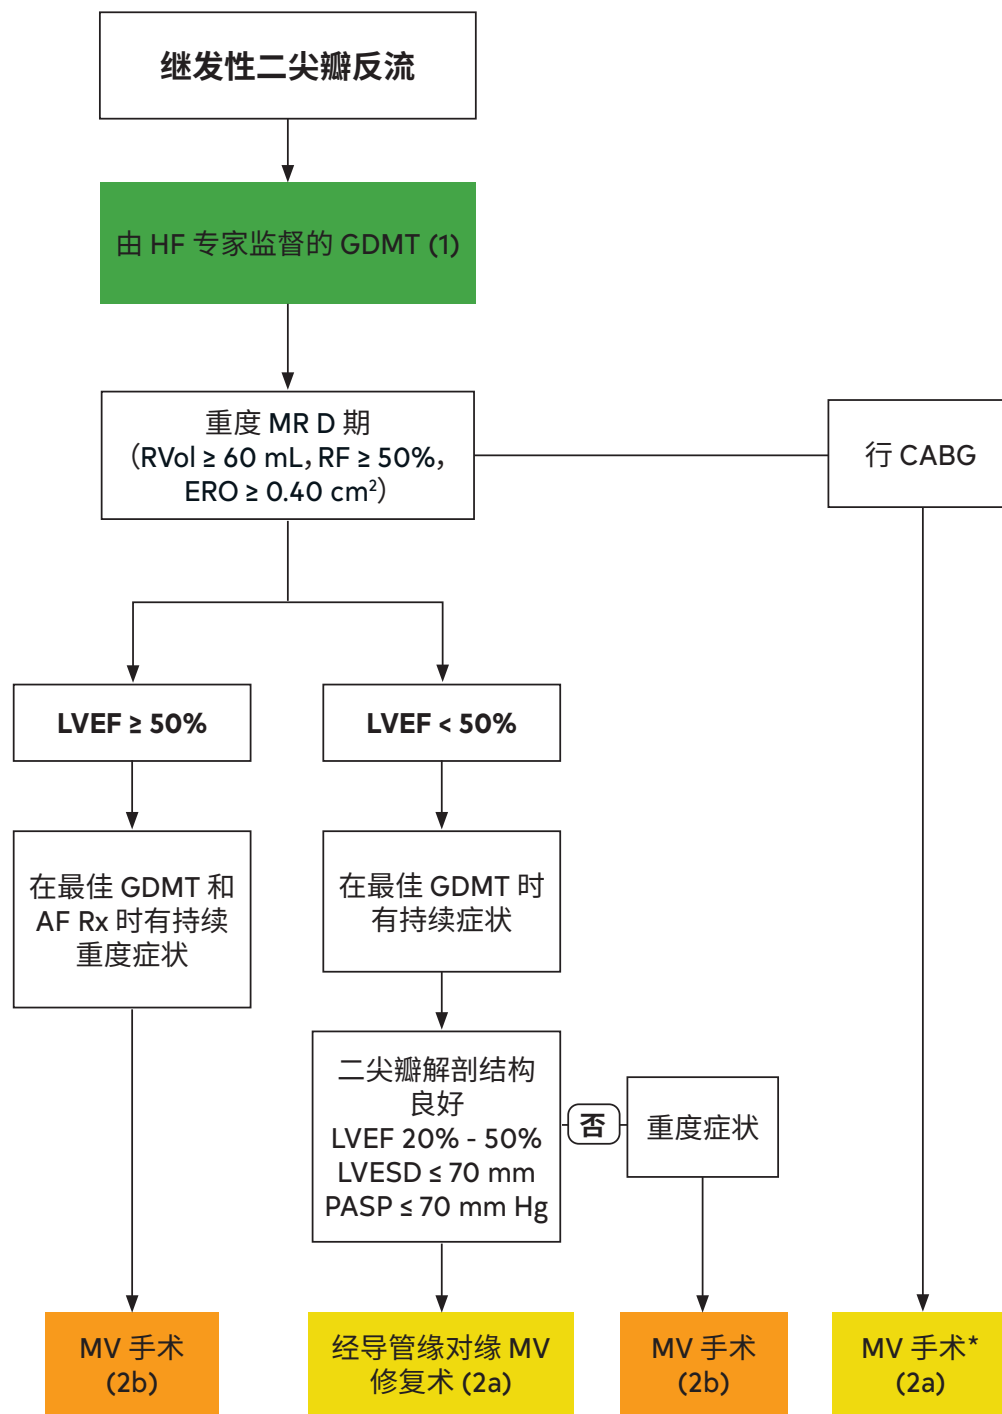 继发性二尖瓣反流
由 HF 专家监督的 GDMT (1)
重度 MR D 期
（RVol ≥ 60 mL, RF ≥ 50%,
ERO ≥ 0.40 cm²）
行 CABG
LVEF ≥ 50%
LVEF < 50%
在最佳 GDMT 和
AF Rx 时有持续
重度症状
在最佳 GDMT 时
有持续症状
二尖瓣解剖结构
良好
LVEF 20% - 50%
LVESD ≤ 70 mm
PASP ≤ 70 mm Hg
否
重度症状
MV 手术
(2b)
经导管缘对缘 MV
修复术 (2a)
MV 手术
(2b)
MV 手术*
(2a)